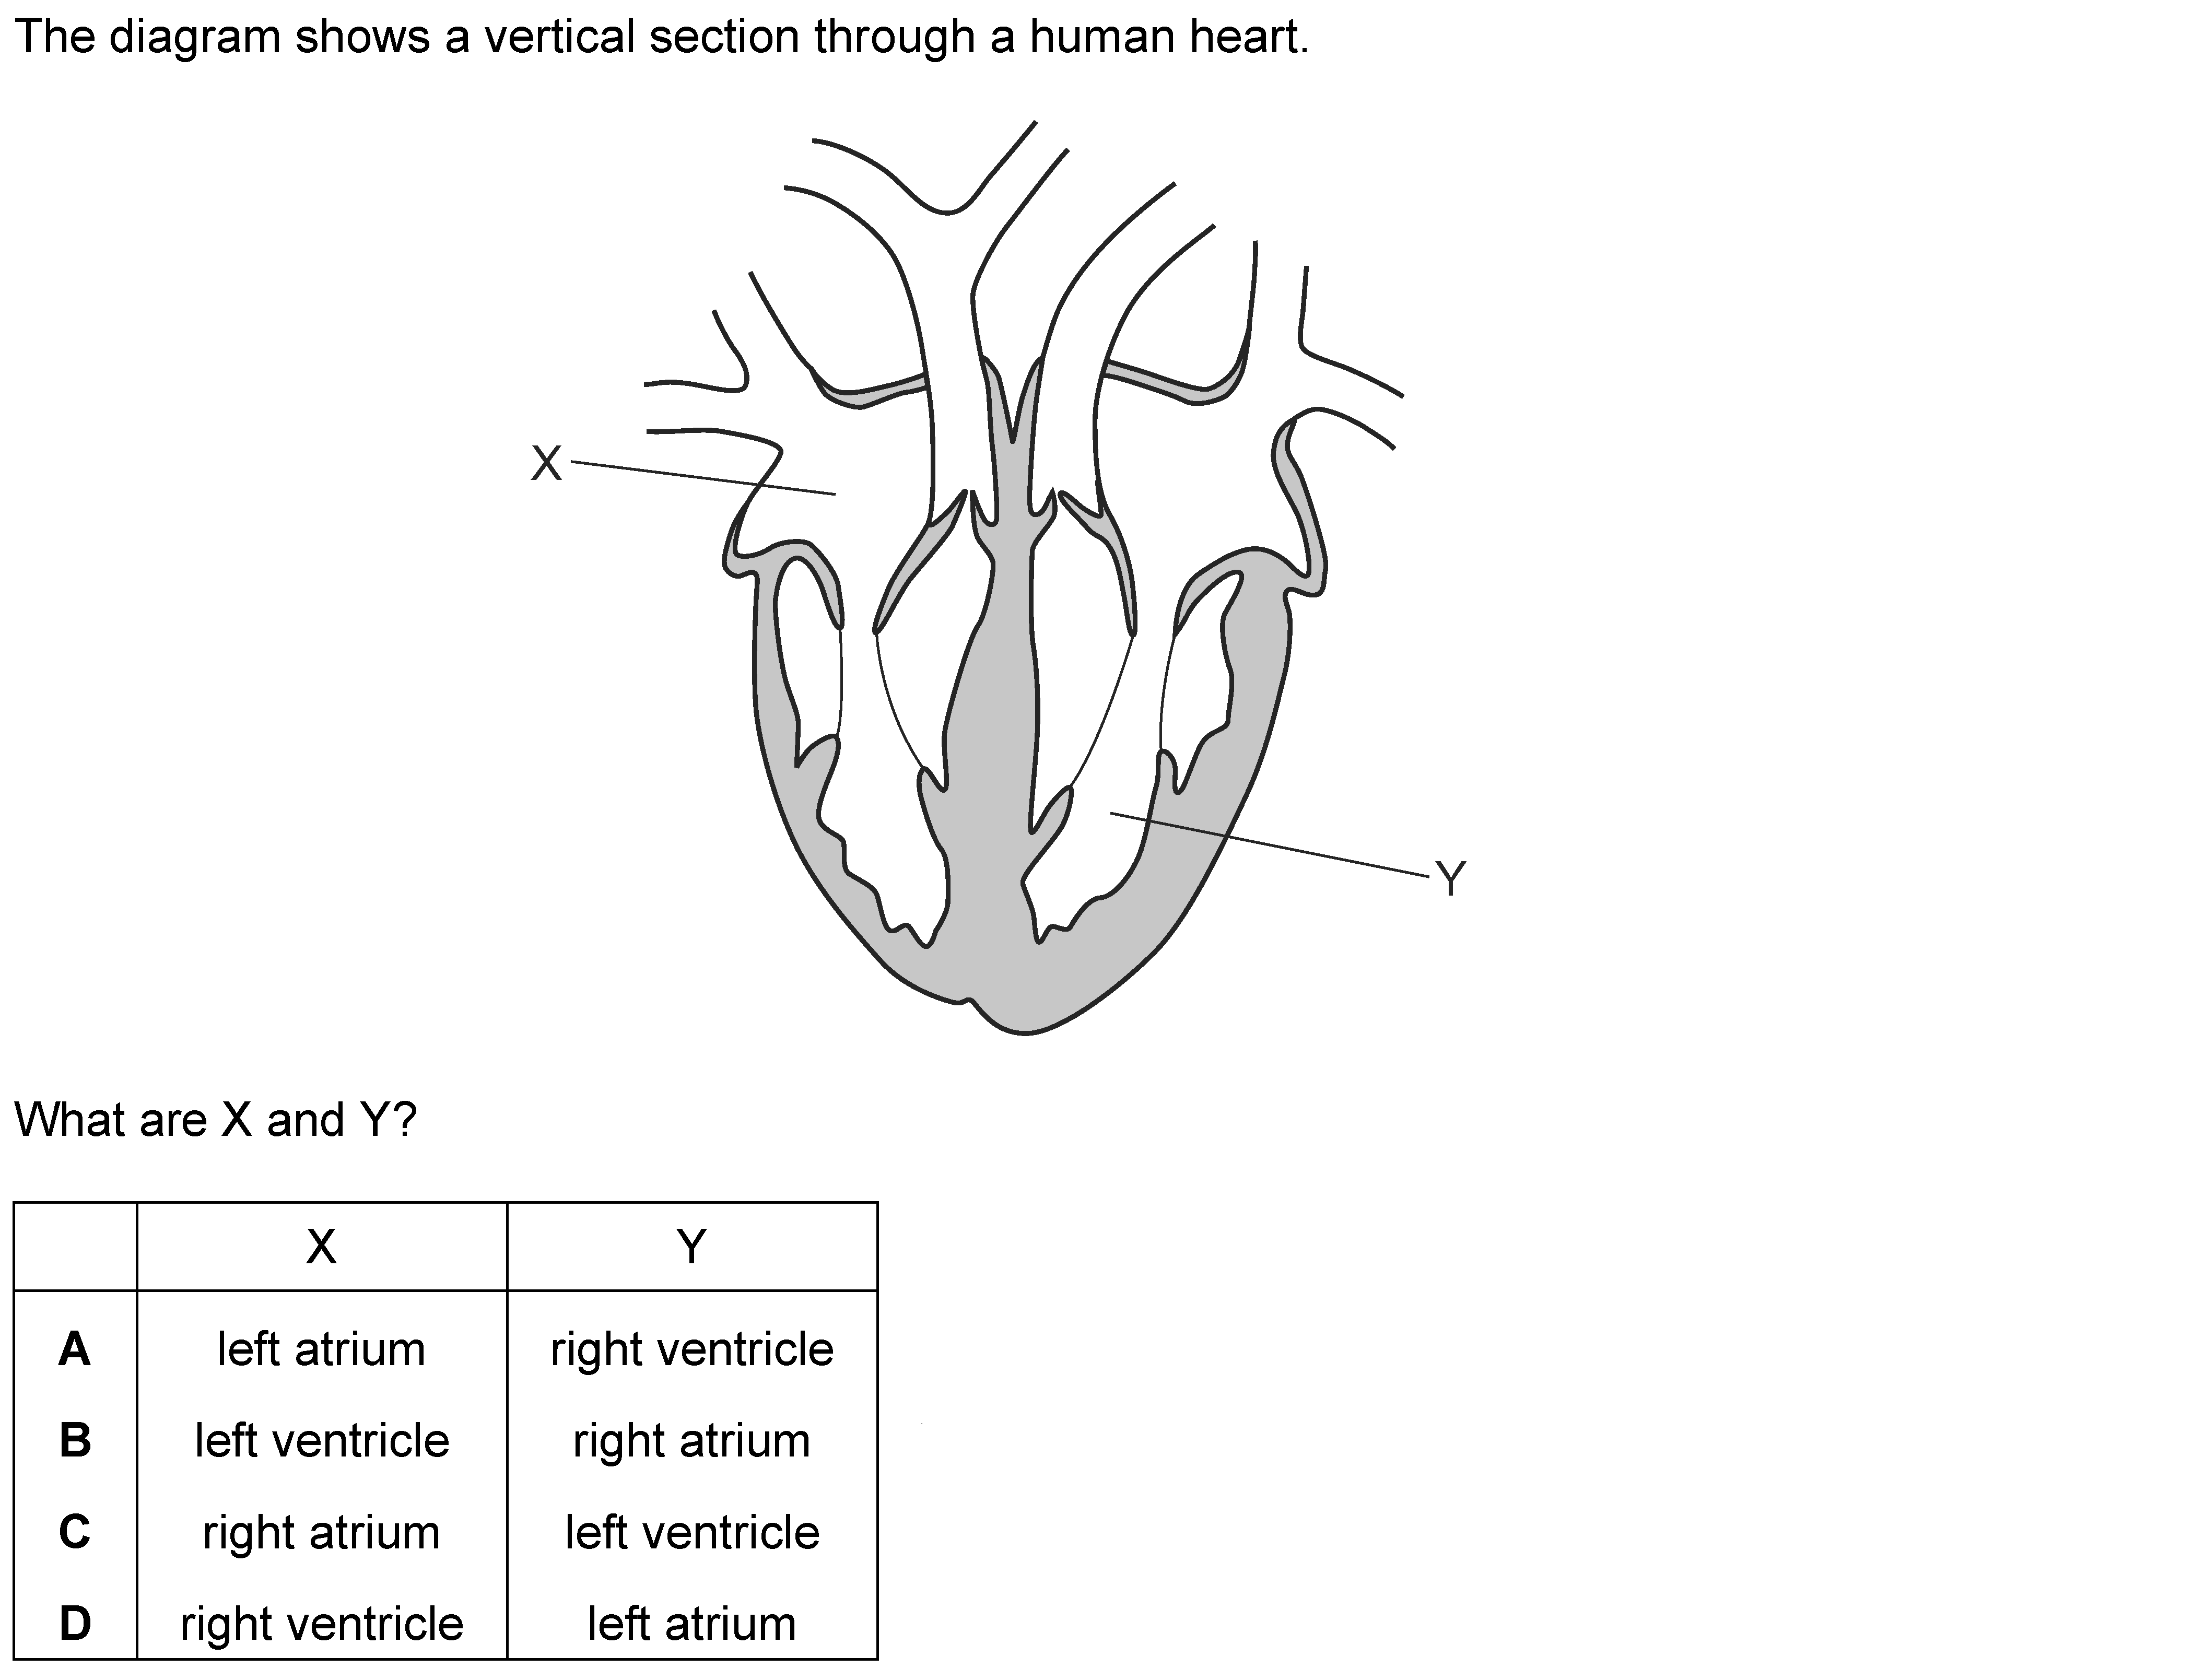 The diagram shows a vertical section through a human heart.
X
Y
What are X and Y?
X Y
A left atrium right ventricle
B left ventricle right atrium
C right atrium left ventricle
D right ventricle left atrium